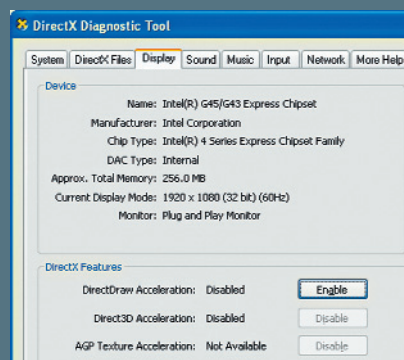 DirectX Diagnostic Tool
System DirectX Files Display Sound Music Input Network More Help
Device
Name: Intel(R) G45/G43 Express Chipset
Manufacturer: Intel Corporation
Chip Type: Intel(R) 4 Series Express Chipset Family
DAC Type: Internal
Approx. Total Memory: 256.0 MB
Current Display Mode: 1920 x 1080 (32 bit) (60Hz)
Monitor: Plug and Play Monitor
DirectX Features
DirectDraw Acceleration: Disabled Enable
Direct3D Acceleration: Disabled Disable
AGP Texture Acceleration: Not Available Disable